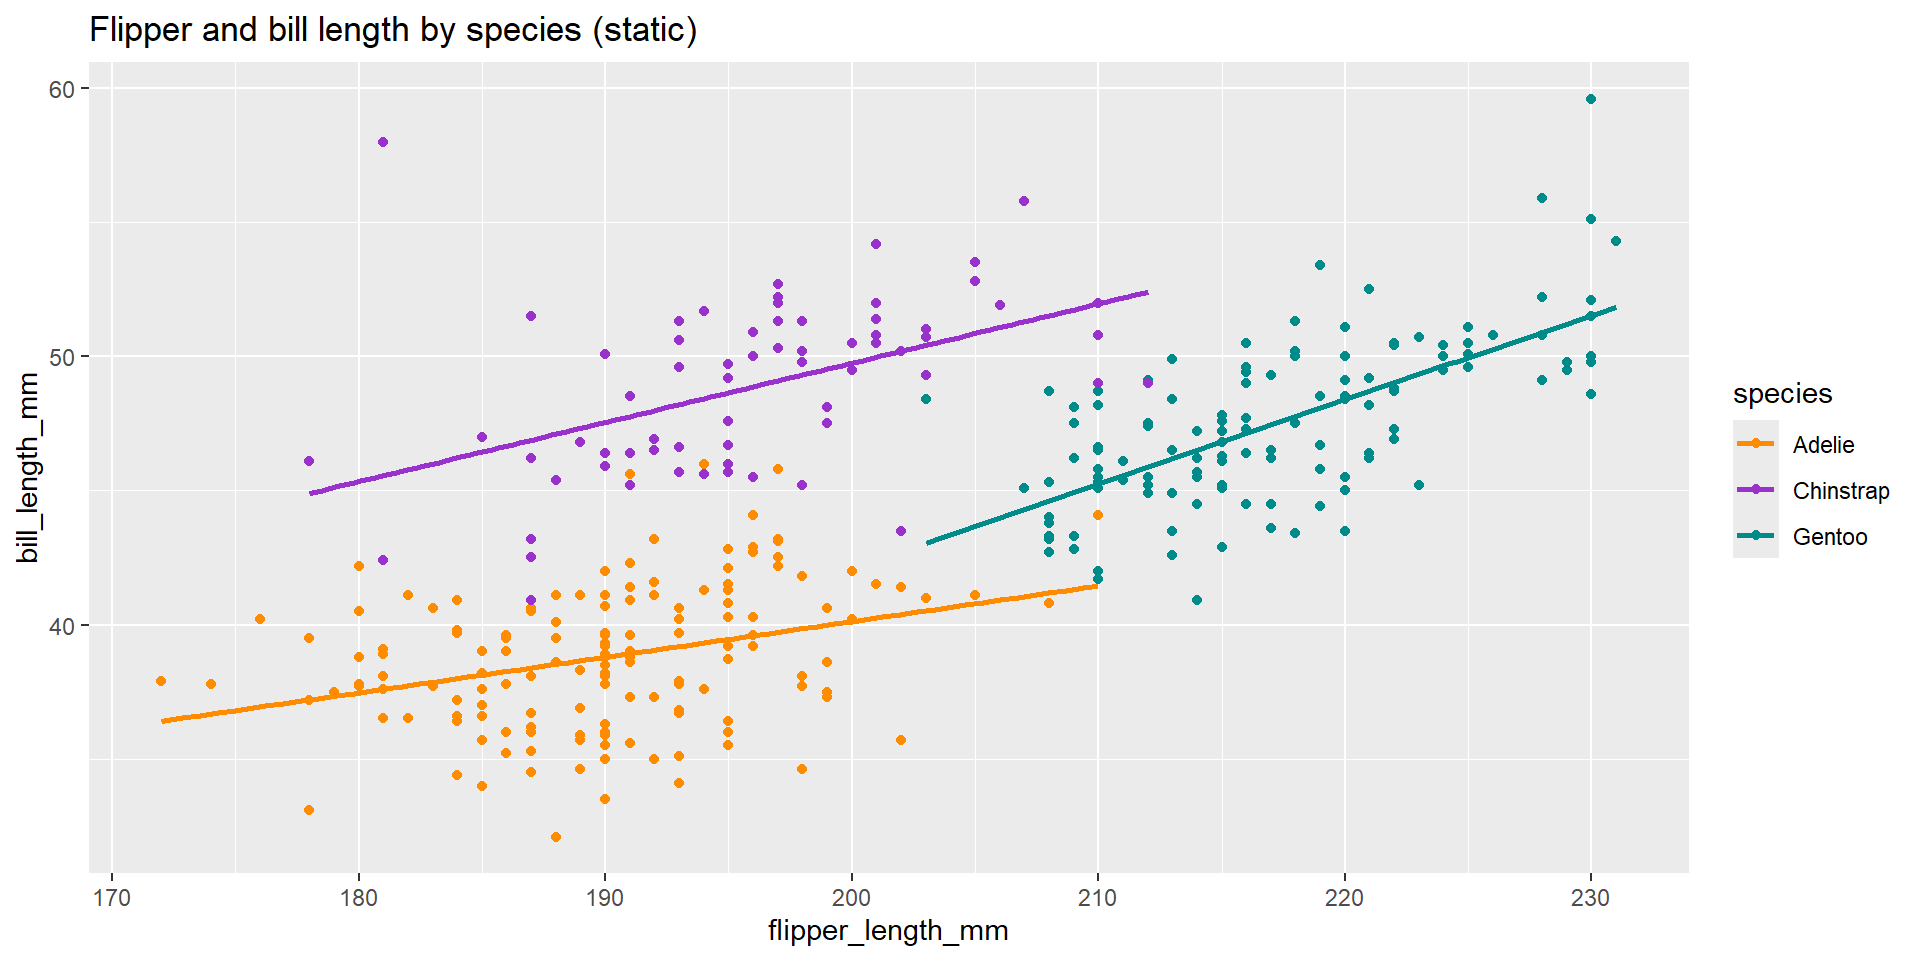 Flipper and bill length by species (static)
60
50
40
bill_length_mm
170 180 190 200 210 220 230
flipper_length_mm
species
Adelie
Chinstrap
Gentoo